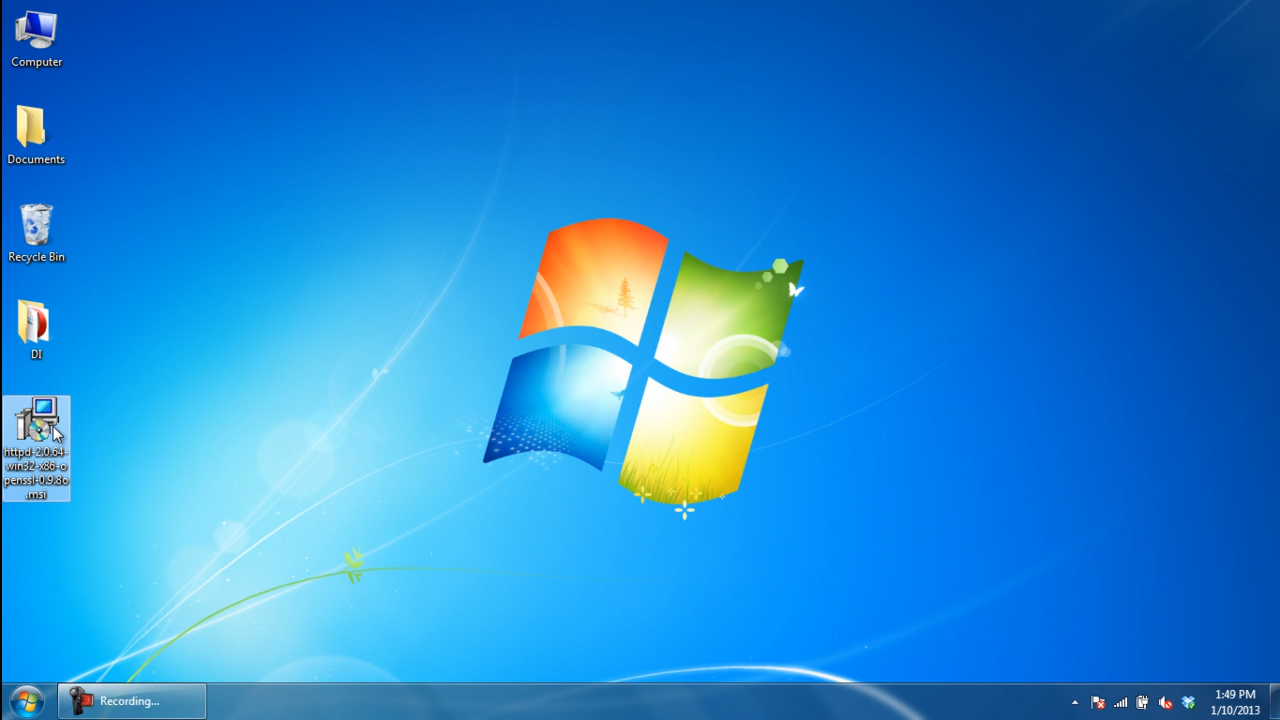 Computer
Documents
Recycle Bin
DI
httpd-2.0.64-
win32-x86-o
penssl-0.9.8o
.msi
Recording...
1:49 PM
1/10/2013